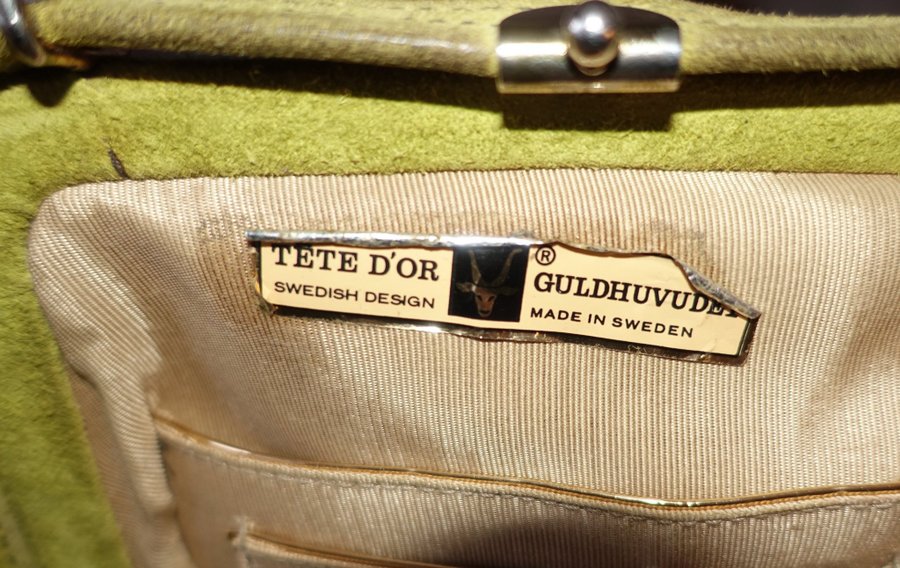 TETE D'OR
SWEDISH DESIGN
®
GULDHUVUDE
MADE IN SWEDEN